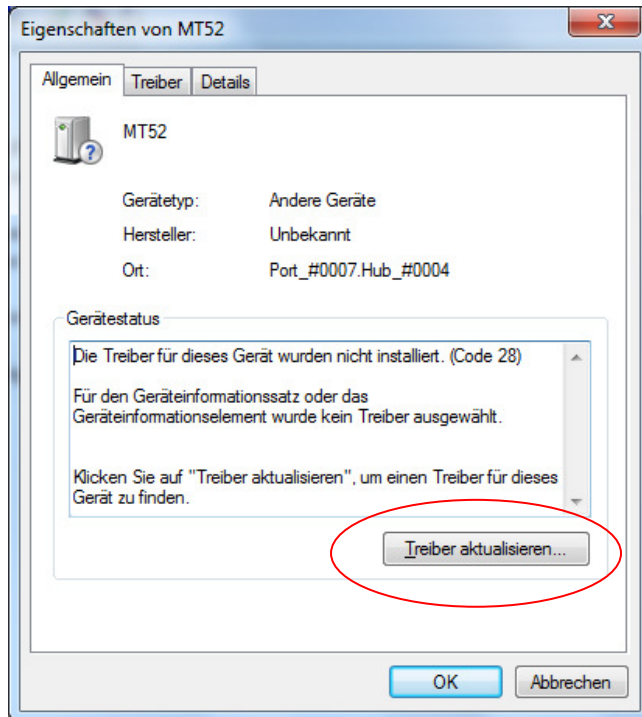 Eigenschaften von MT52
Allgemein Treiber Details
MT52
Gerätetyp: Andere Geräte
Hersteller: Unbekannt
Ort: Port_#0007.Hub_#0004
Gerätestatus
Die Treiber für dieses Gerät wurden nicht installiert. (Code 28)
Für den Geräteinformationssatz oder das
Geräteinformationselement wurde kein Treiber ausgewählt.
Klicken Sie auf "Treiber aktualisieren", um einen Treiber für dieses
Gerät zu finden.
Treiber aktualisieren...
OK Abbrechen